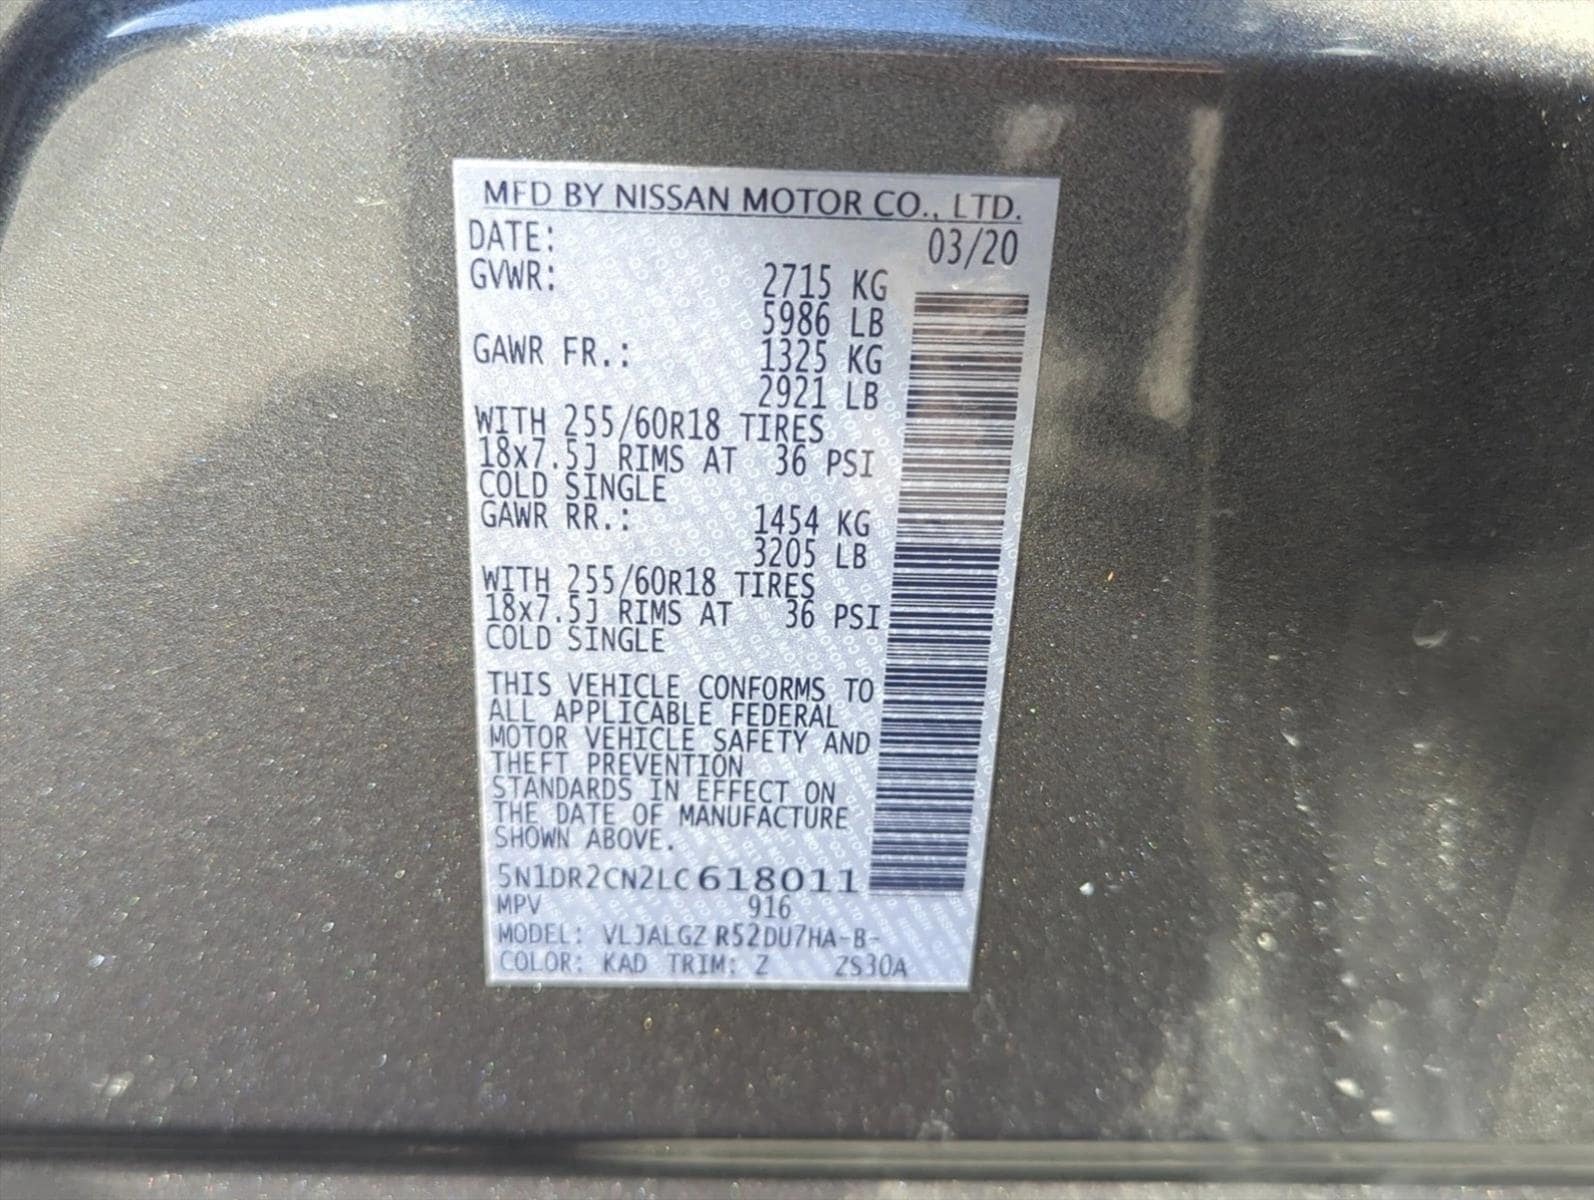 MFD BY NISSAN MOTOR CO., LTD.
DATE: 03/20
GVWR: 2715 KG
5986 LB
GAWR FR.: 1325 KG
2921 LB
WITH 255/60R18 TIRES
18x7.5J RIMS AT 36 PSI
COLD SINGLE
GAWR RR.: 1454 KG
3205 LB
WITH 255/60R18 TIRES
18x7.5J RIMS AT 36 PSI
COLD SINGLE
THIS VEHICLE CONFORMS TO
ALL APPLICABLE FEDERAL
MOTOR VEHICLE SAFETY AND
THEFT PREVENTION
STANDARDS IN EFFECT ON
THE DATE OF MANUFACTURE
SHOWN ABOVE.
5N1DR2CN2LC618011
MPV 916
MODEL: VLJALGZ R52DU7HA-B-
COLOR: KAD TRIM: Z ZS30A